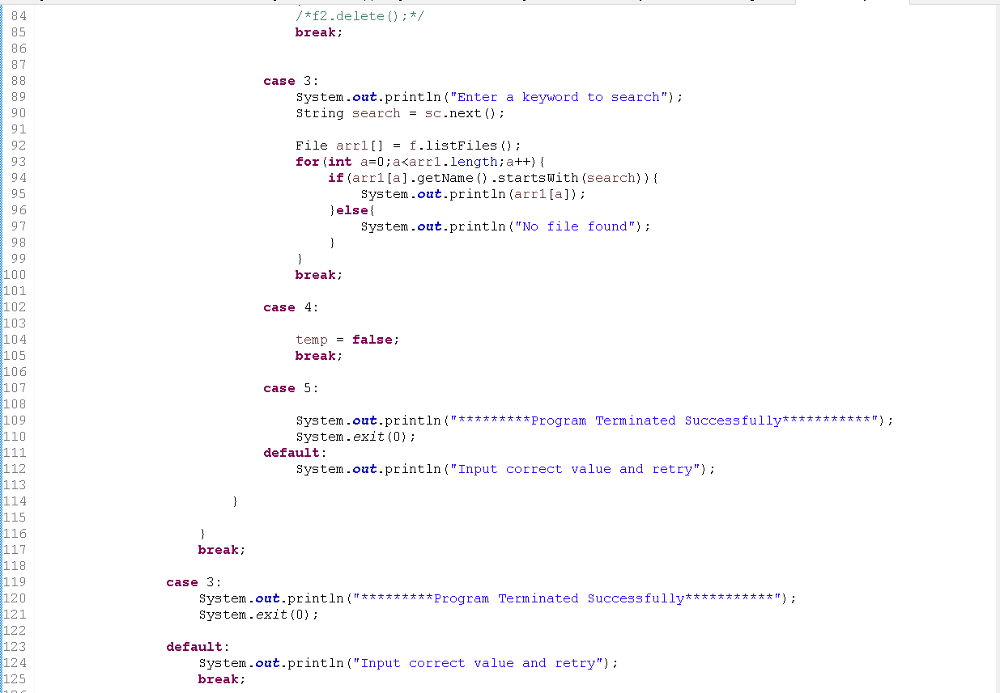 84 /*f2.delete();*/
85 break;
86
87
88 case 3:
89 System.out.println("Enter a keyword to search");
90 String search = sc.next();
91
92 File arr1[] = f.listFiles();
93 for(int a=0;a<arr1.length;a++){
94 if(arr1[a].getName().startsWith(search)){
95 System.out.println(arr1[a]);
96 }else{
97 System.out.println("No file found");
98 }
99 }
100 break;
101
102 case 4:
103
104 temp = false;
105 break;
106
107 case 5:
108
109 System.out.println("*********Program Terminated Successfully***********");
110 System.exit(0);
111 default:
112 System.out.println("Input correct value and retry");
113
114 }
115
116 }
117 break;
118
119 case 3:
120 System.out.println("*********Program Terminated Successfully***********");
121 System.exit(0);
122
123 default:
124 System.out.println("Input correct value and retry");
125 break;